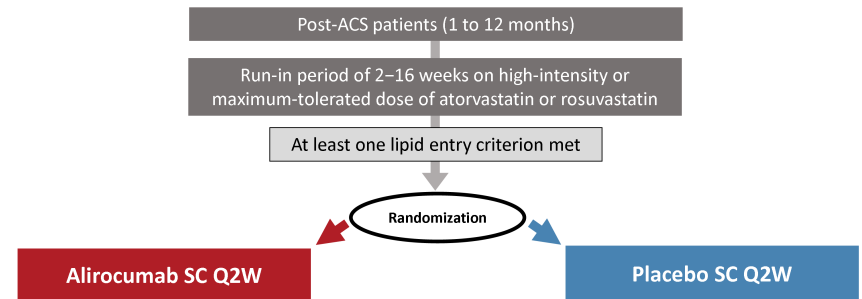 Post-ACS patients (1 to 12 months)
Run-in period of 2−16 weeks on high-intensity or
maximum-tolerated dose of atorvastatin or rosuvastatin
At least one lipid entry criterion met
Randomization
Alirocumab SC Q2W
Placebo SC Q2W